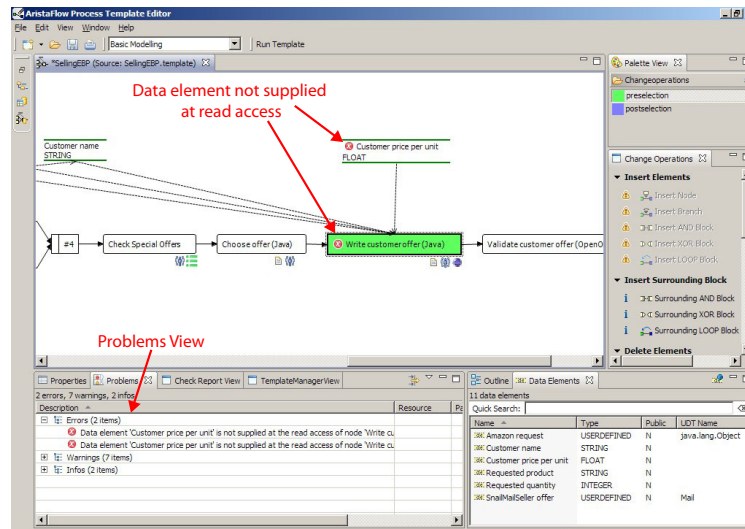 AristaFlow Process Template Editor
File Edit View Window Help
Basic Modelling
Run Template
*SellingEBP (Source: SellingEBP.template)
Data element not supplied
at read access
Customer name
STRING
Customer price per unit
FLOAT
#4
Check Special Offers
Choose offer (Java)
Write customer offer (Java)
Validate customer offer (OpenO
Palette View
Changeoperations
preselection
postselection
Change Operations
Insert Elements
Insert Node
Insert Branch
Insert AND Block
Insert XOR Block
Insert LOOP Block
Insert Surrounding Block
Surrounding AND Block
Surrounding XOR Block
Surrounding LOOP Block
Delete Elements
Problems View
Properties Problems Check Report View TemplateManagerView
2 errors, 7 warnings, 2 infos
Description Resource Pa
Errors (2 items)
Data element 'Customer price per unit' is not supplied at the read access of node 'Write cu
Data element 'Customer price per unit' is not supplied at the read access of node 'Write cu
Warnings (7 items)
Infos (2 items)
Outline Data Elements
11 data elements
Quick Search:
Name Type Public UDT Name
Amazon request USERDEFINED N java.lang.Object
Customer name STRING N
Customer price per unit FLOAT N
Requested product STRING N
Requested quantity INTEGER N
SnailMailSeller offer USERDEFINED N Mail